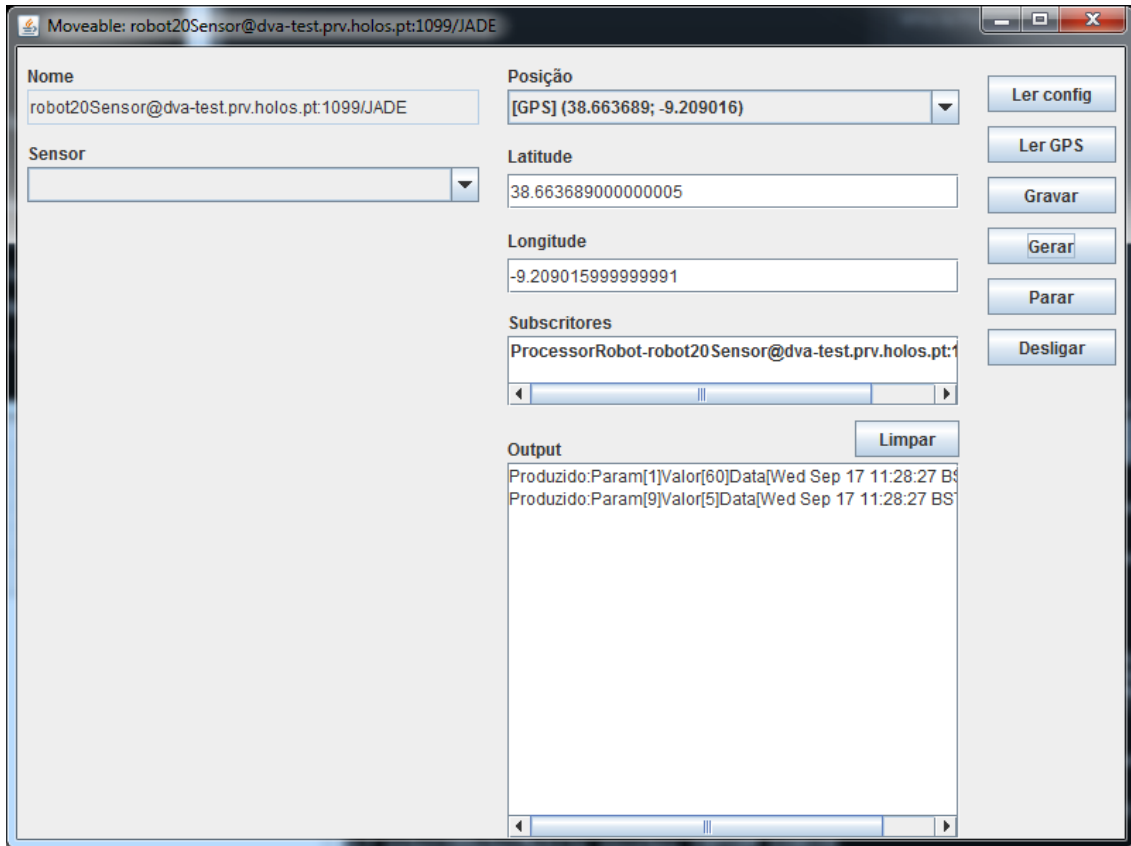 Moveable: robot20Sensor@dva-test.prv.holos.pt:1099/JADE
Nome
robot20Sensor@dva-test.prv.holos.pt:1099/JADE
Sensor
Posição
[GPS] (38.663689; -9.209016)
Latitude
38.663689000000005
Longitude
-9.209015999999991
Subscritores
ProcessorRobot-robot20Sensor@dva-test.prv.holos.pt:1
Limpar
Output
Produzido:Param[1]Valor[60]Data[Wed Sep 17 11:28:27 BS
Produzido:Param[9]Valor[5]Data[Wed Sep 17 11:28:27 BST
Ler config
Ler GPS
Gravar
Gerar
Parar
Desligar